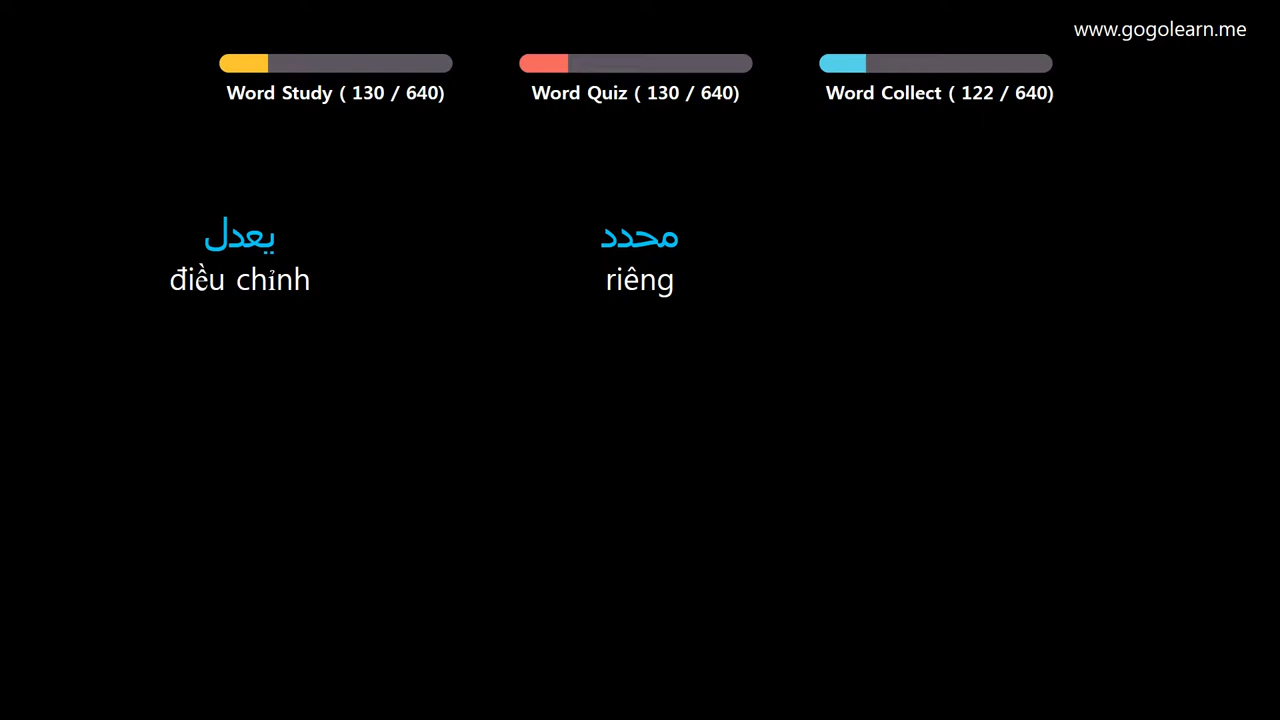 www.gogolearn.me
Word Study ( 130 / 640)
Word Quiz ( 130 / 640)
Word Collect ( 122 / 640)
يعدل
điều chỉnh
محدد
riêng